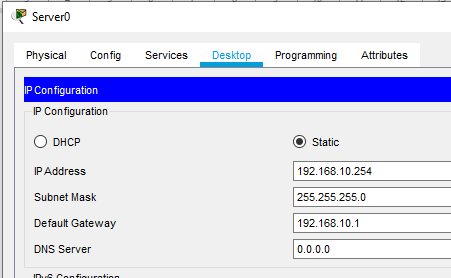 Server0
Physical Config Services Desktop Programming Attributes
IP Configuration
IP Configuration
DHCP Static
IP Address 192.168.10.254
Subnet Mask 255.255.255.0
Default Gateway 192.168.10.1
DNS Server 0.0.0.0
IPv6 Configuration